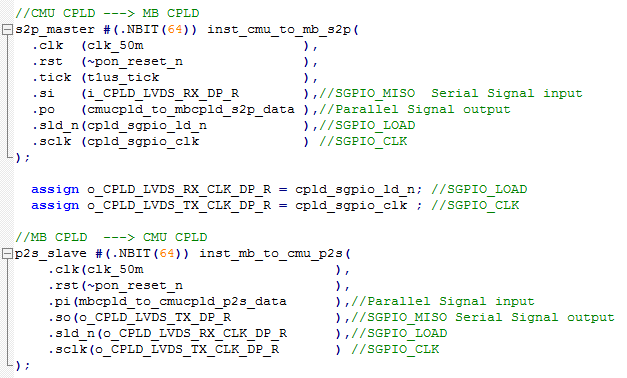 //CMU CPLD ---> MB CPLD
s2p_master #(.NBIT(64)) inst_cmu_to_mb_s2p(
.clk (clk_50m ),
.rst (~pon_reset_n ),
.tick (t1us_tick ),
.si (i_CPLD_LVDS_RX_DP_R ),//SGPIO_MISO Serial Signal input
.po (cmucpld_to_mbcpld_s2p_data ),//Parallel Signal output
.sld_n(cpld_sgpio_ld_n ),//SGPIO_LOAD
.sclk (cpld_sgpio_clk ) //SGPIO_CLK
);
assign o_CPLD_LVDS_RX_CLK_DP_R = cpld_sgpio_ld_n; //SGPIO_LOAD
assign o_CPLD_LVDS_TX_CLK_DP_R = cpld_sgpio_clk ; //SGPIO_CLK
//MB CPLD ---> CMU CPLD
p2s_slave #(.NBIT(64)) inst_mb_to_cmu_p2s(
.clk(clk_50m ),
.rst(~pon_reset_n ),
.pi(mbcpld_to_cmucpld_p2s_data ),//Parallel Signal input
.so(o_CPLD_LVDS_TX_DP_R ),//SGPIO_MISO Serial Signal output
.sld_n(o_CPLD_LVDS_RX_CLK_DP_R ),//SGPIO_LOAD
.sclk(o_CPLD_LVDS_TX_CLK_DP_R ) //SGPIO_CLK
);